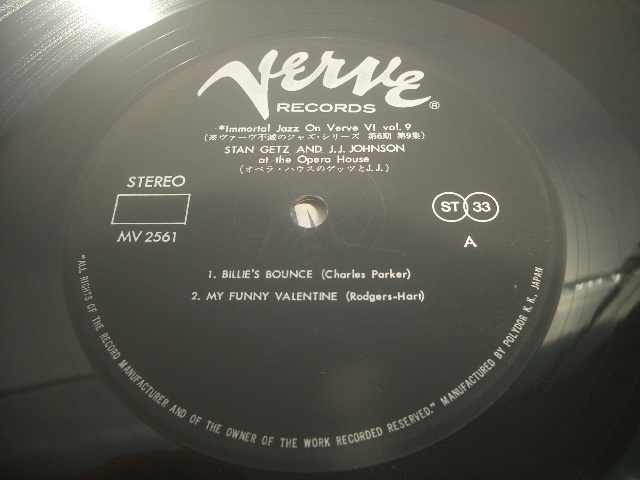 Verve
RECORDS ®
*Immortal Jazz On Verve VI vol. 9
(※ヴァーヴ不滅のジャズ・シリーズ 第6期 第9集)
STAN GETZ AND J.J. JOHNSON
at the Opera House
(オペラ・ハウスのゲッツとJ.J.)
STEREO
MV 2561
ST 33
A
1. BILLIE'S BOUNCE (Charles Parker)
2. MY FUNNY VALENTINE (Rodgers-Hart)
"ALL RIGHTS OF THE RECORD MANUFACTURER AND OF THE OWNER OF THE WORK RECORDED RESERVED." MANUFACTURED BY POLYDOR K. K., JAPAN